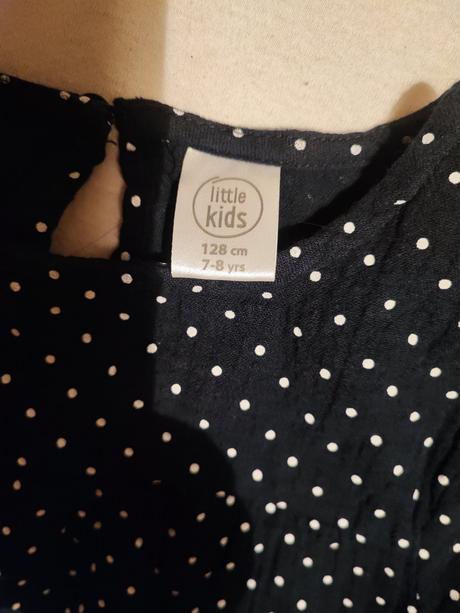 little
kids
128 cm
7-8 yrs